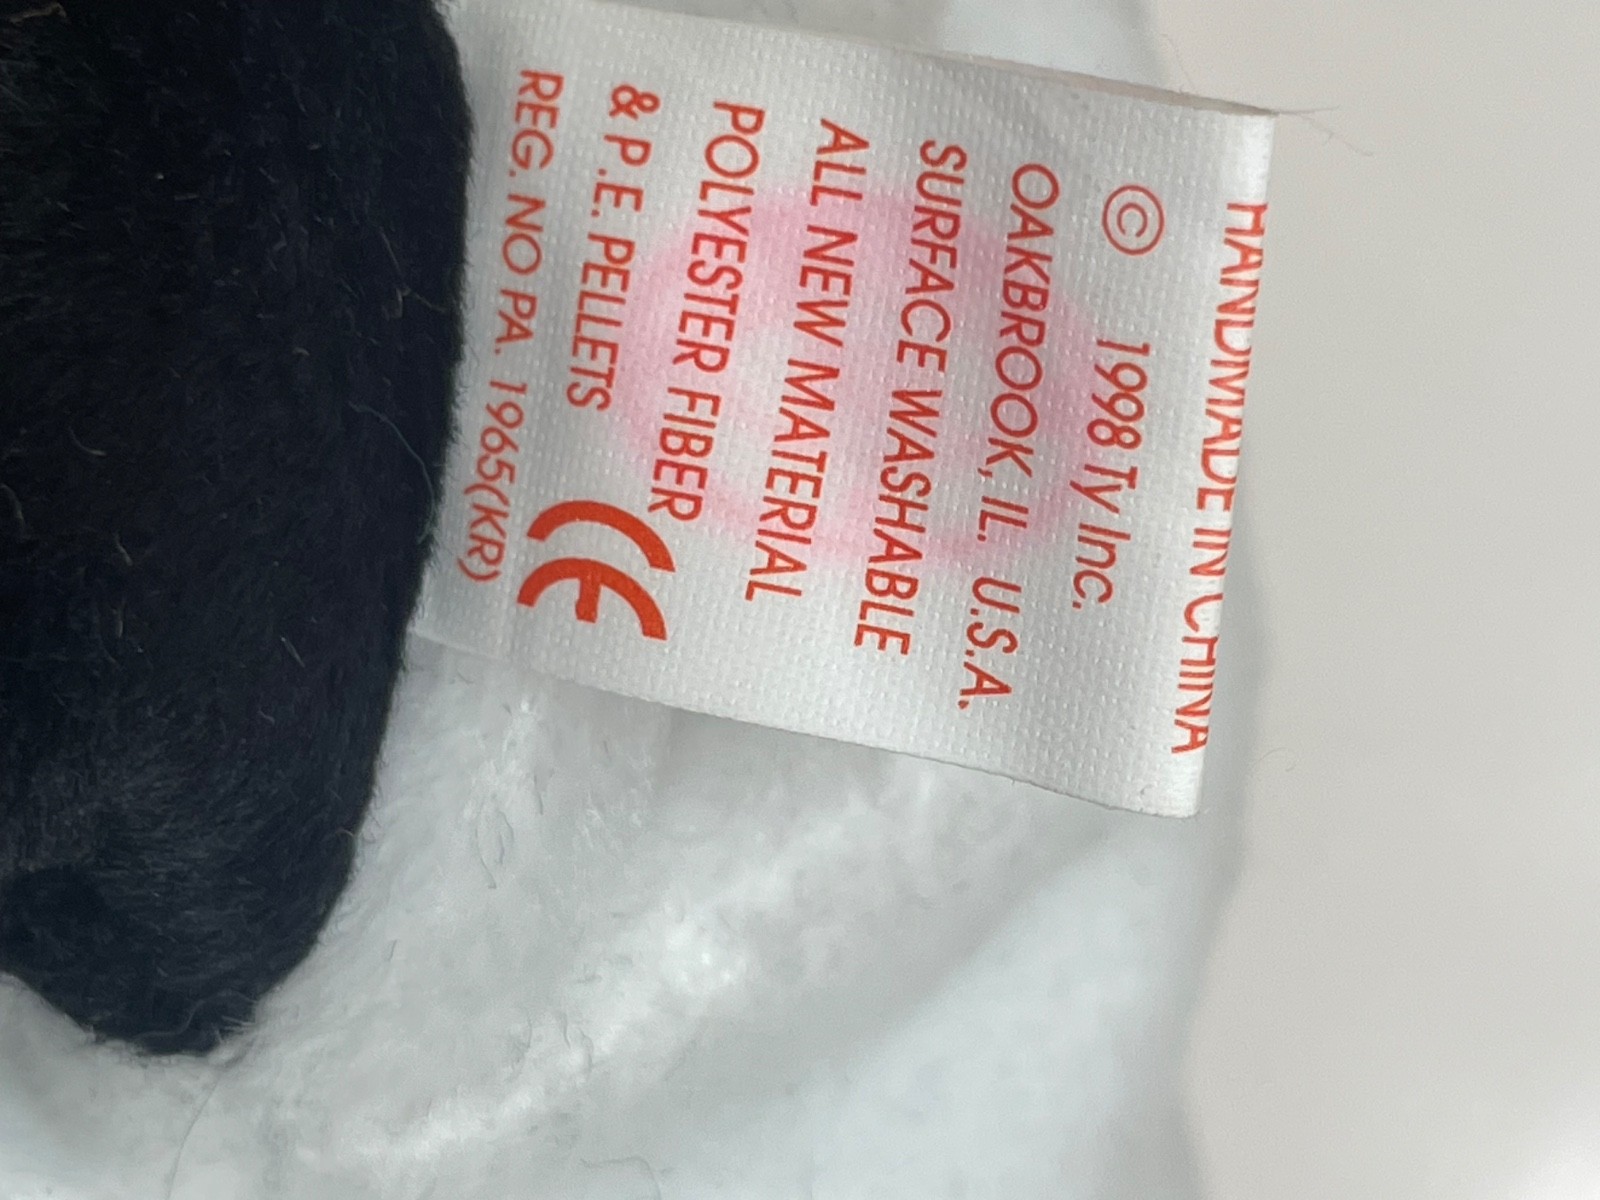 HANDMADE IN CHINA
© 1998 Ty Inc.
OAKBROOK, IL. U.S.A.
SURFACE WASHABLE
ALL NEW MATERIAL
POLYESTER FIBER
& P.E. PELLETS CE
REG. NO PA. 1965(KR)